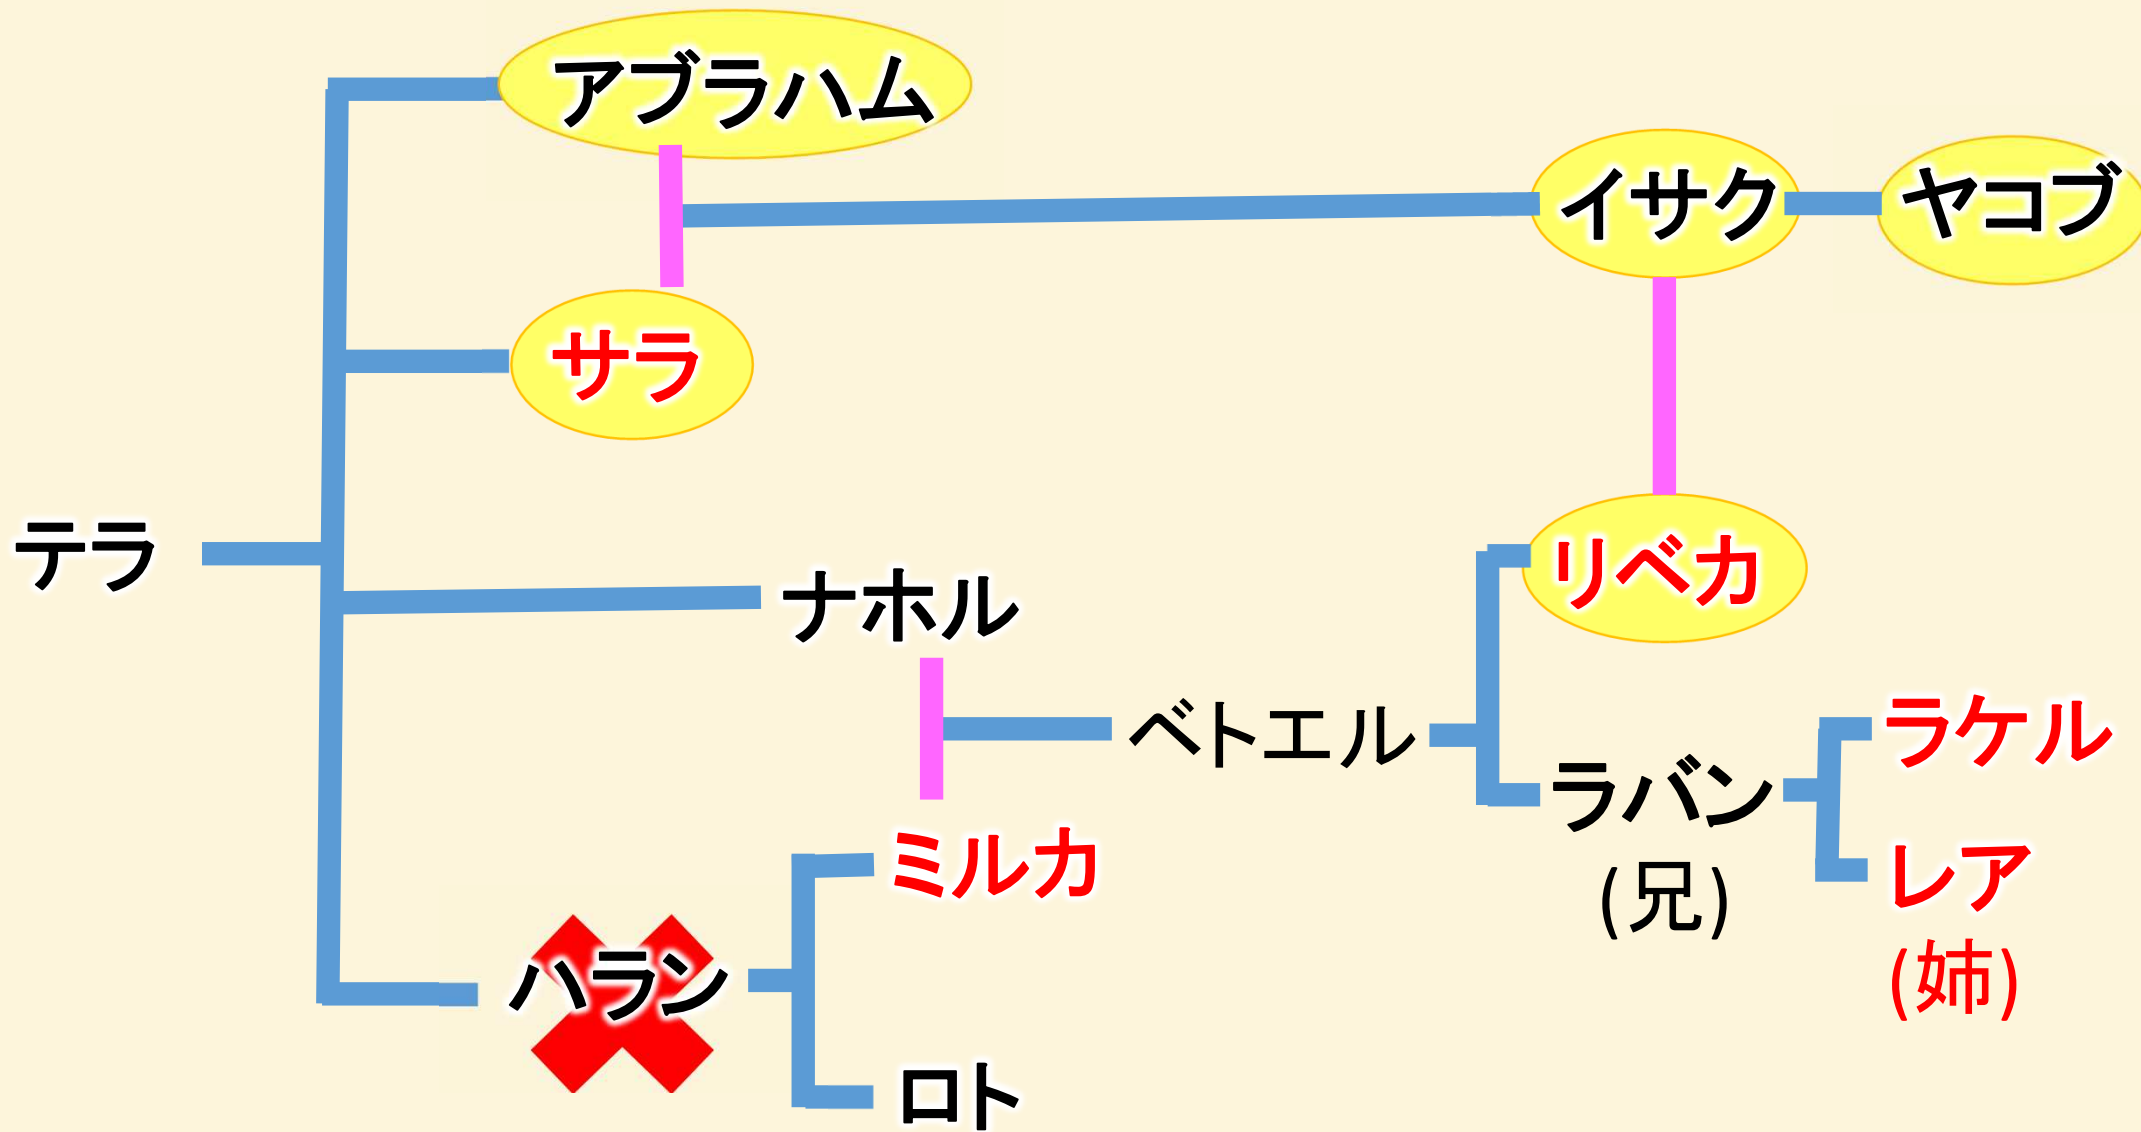 アブラハム
イサク
ヤコブ
サラ
テラ
ナホル
リベカ
ベトエル
ラバン
(兄)
ラケル
レア
(姉)
ミルカ
ハラン
ロト